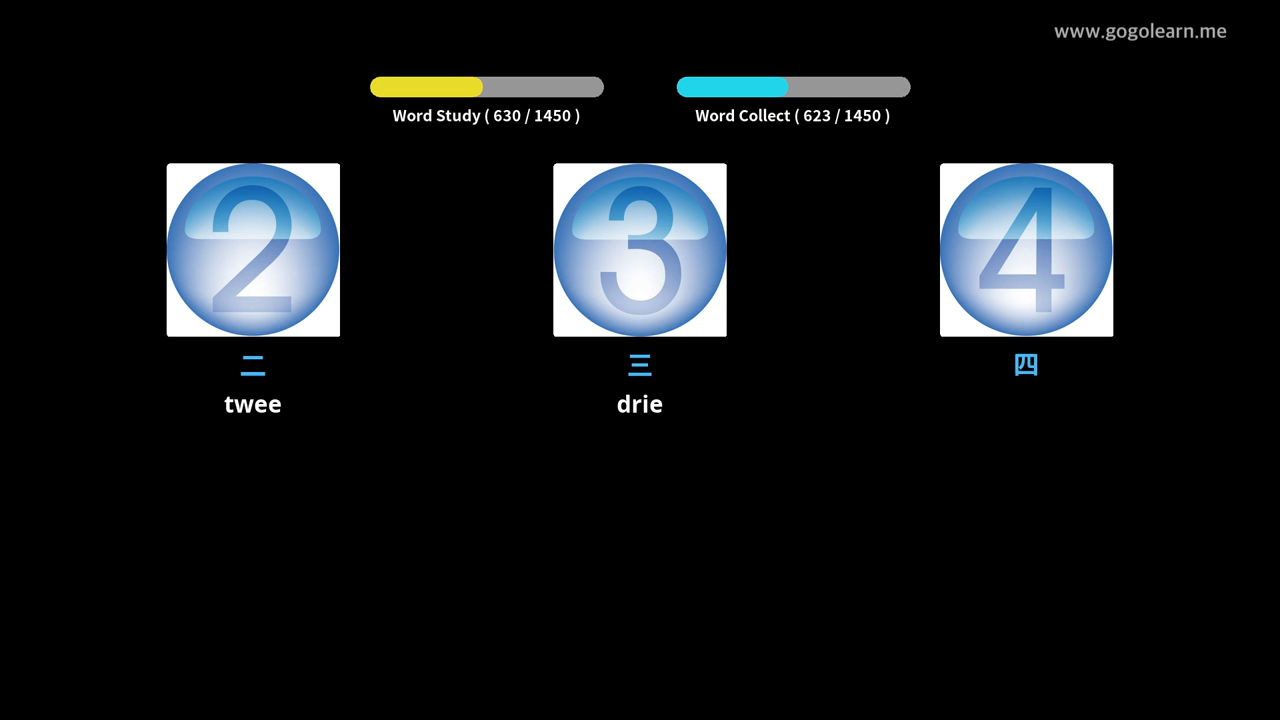 www.gogolearn.me
Word Study ( 630 / 1450 )
Word Collect ( 623 / 1450 )
2
3
4
二
三
四
twee
drie